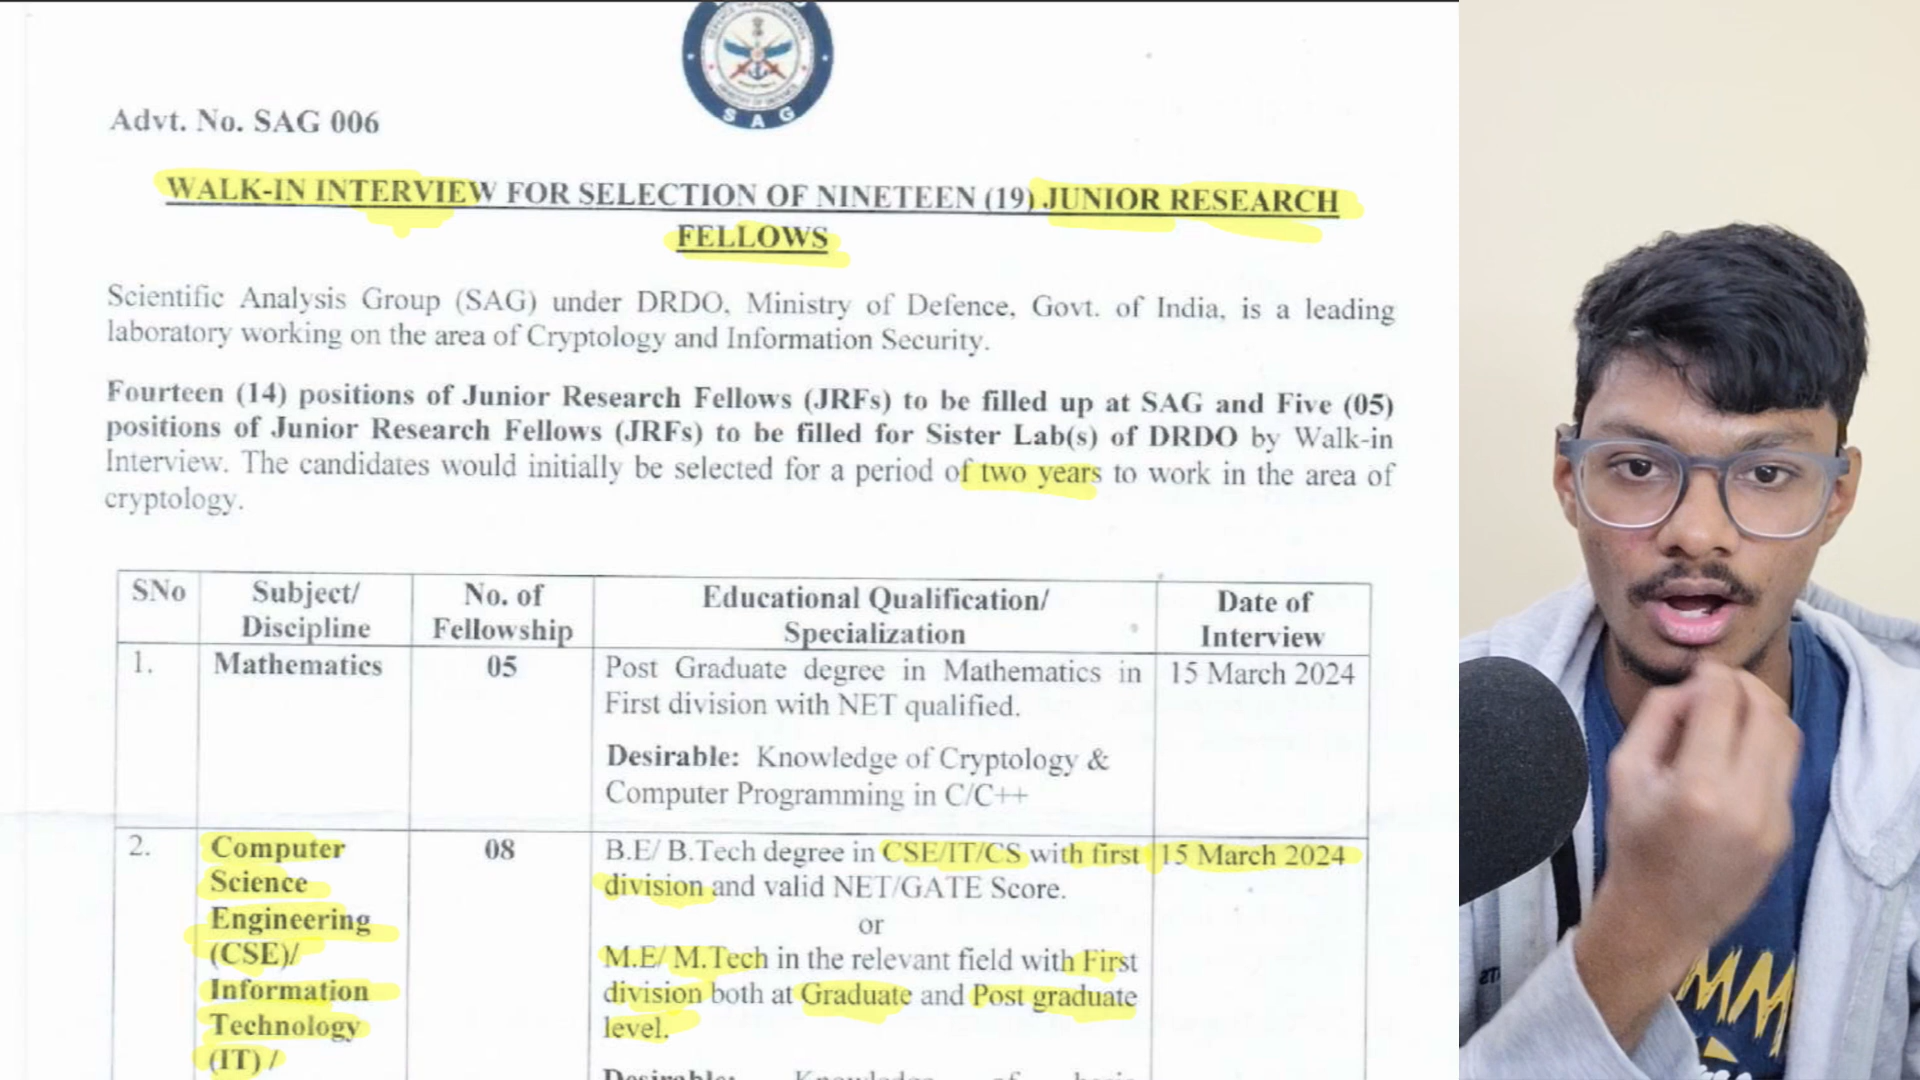 SAG
Advt. No. SAG 006
WALK-IN INTERVIEW FOR SELECTION OF NINETEEN (19) JUNIOR RESEARCH
FELLOWS
Scientific Analysis Group (SAG) under DRDO, Ministry of Defence, Govt. of India, is a leading
laboratory working on the area of Cryptology and Information Security.
Fourteen (14) positions of Junior Research Fellows (JRFs) to be filled up at SAG and Five (05)
positions of Junior Research Fellows (JRFs) to be filled for Sister Lab(s) of DRDO by Walk-in
Interview. The candidates would initially be selected for a period of two years to work in the area of
cryptology.
SNo Subject/ No. of Educational Qualification/ Date of
Discipline Fellowship Specialization Interview
1. Mathematics 05 Post Graduate degree in Mathematics in 15 March 2024
First division with NET qualified.
Desirable: Knowledge of Cryptology &
Computer Programming in C/C++
2. Computer 08 B.E/ B.Tech degree in CSE/IT/CS with first 15 March 2024
Science division and valid NET/GATE Score.
Engineering or
(CSE)/ M.E/ M.Tech in the relevant field with First
Information division both at Graduate and Post graduate
Technology level.
(IT) /
Desirable: Knowledge of basic